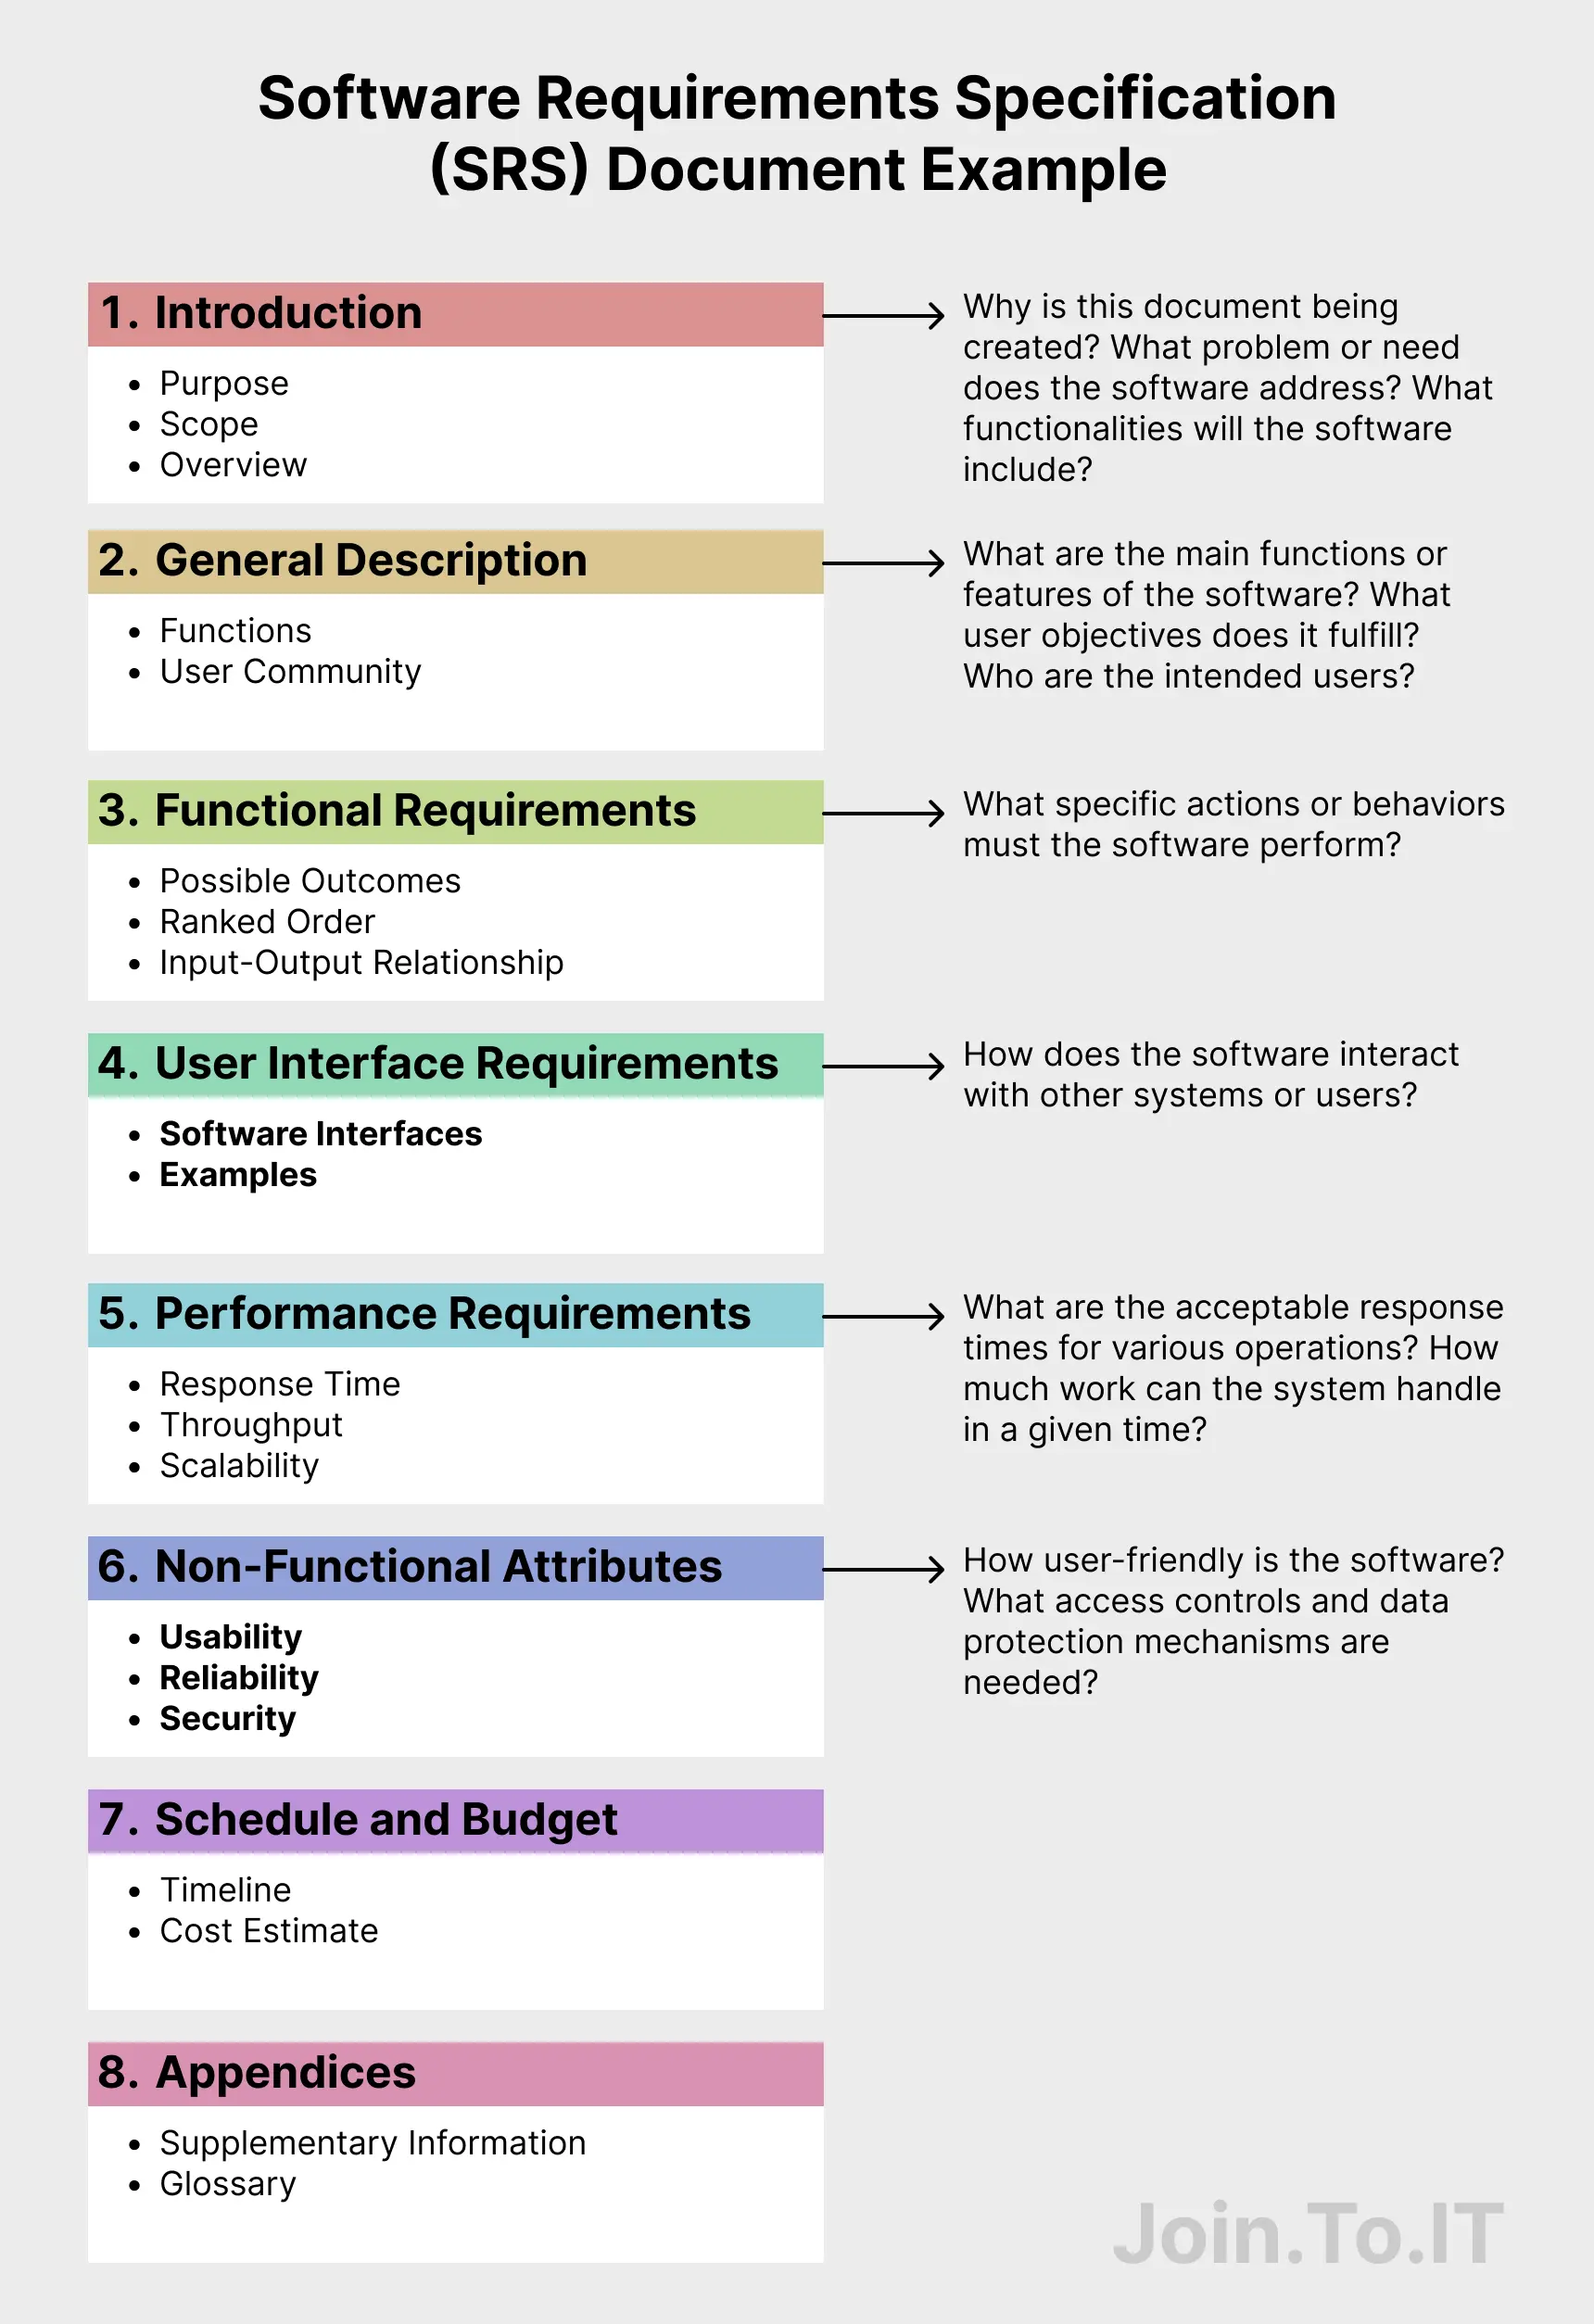 Software Requirements Specification
(SRS) Document Example
1. Introduction
• Purpose
• Scope
• Overview
Why is this document being
created? What problem or need
does the software address? What
functionalities will the software
include?
2. General Description
• Functions
• User Community
What are the main functions or
features of the software? What
user objectives does it fulfill?
Who are the intended users?
3. Functional Requirements
• Possible Outcomes
• Ranked Order
• Input-Output Relationship
What specific actions or behaviors
must the software perform?
4. User Interface Requirements
• Software Interfaces
• Examples
How does the software interact
with other systems or users?
5. Performance Requirements
• Response Time
• Throughput
• Scalability
What are the acceptable response
times for various operations? How
much work can the system handle
in a given time?
6. Non-Functional Attributes
• Usability
• Reliability
• Security
How user-friendly is the software?
What access controls and data
protection mechanisms are
needed?
7. Schedule and Budget
• Timeline
• Cost Estimate
8. Appendices
• Supplementary Information
• Glossary
Join.To.IT